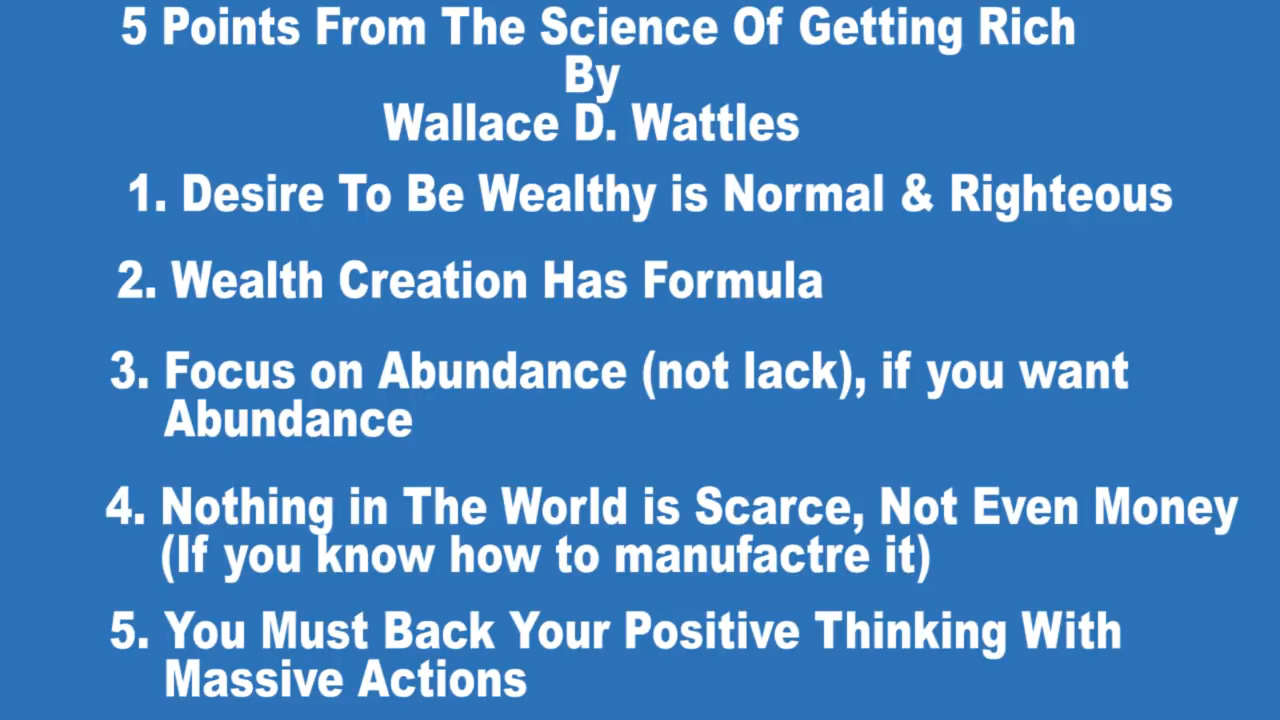 5 Points From The Science Of Getting Rich
By
Wallace D. Wattles
1. Desire To Be Wealthy is Normal & Righteous
2. Wealth Creation Has Formula
3. Focus on Abundance (not lack), if you want
Abundance
4. Nothing in The World is Scarce, Not Even Money
(If you know how to manufactre it)
5. You Must Back Your Positive Thinking With
Massive Actions